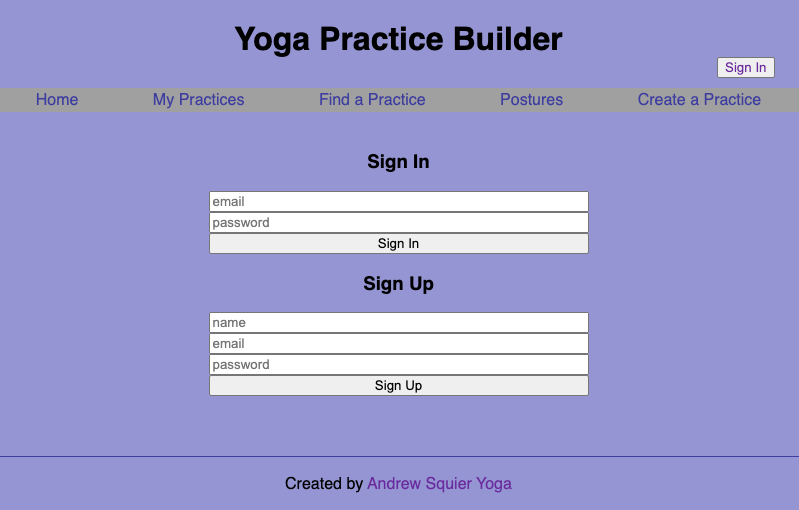 Yoga Practice Builder
Sign In
Home My Practices Find a Practice Postures Create a Practice
Sign In
email
password
Sign In
Sign Up
name
email
password
Sign Up
Created by Andrew Squier Yoga